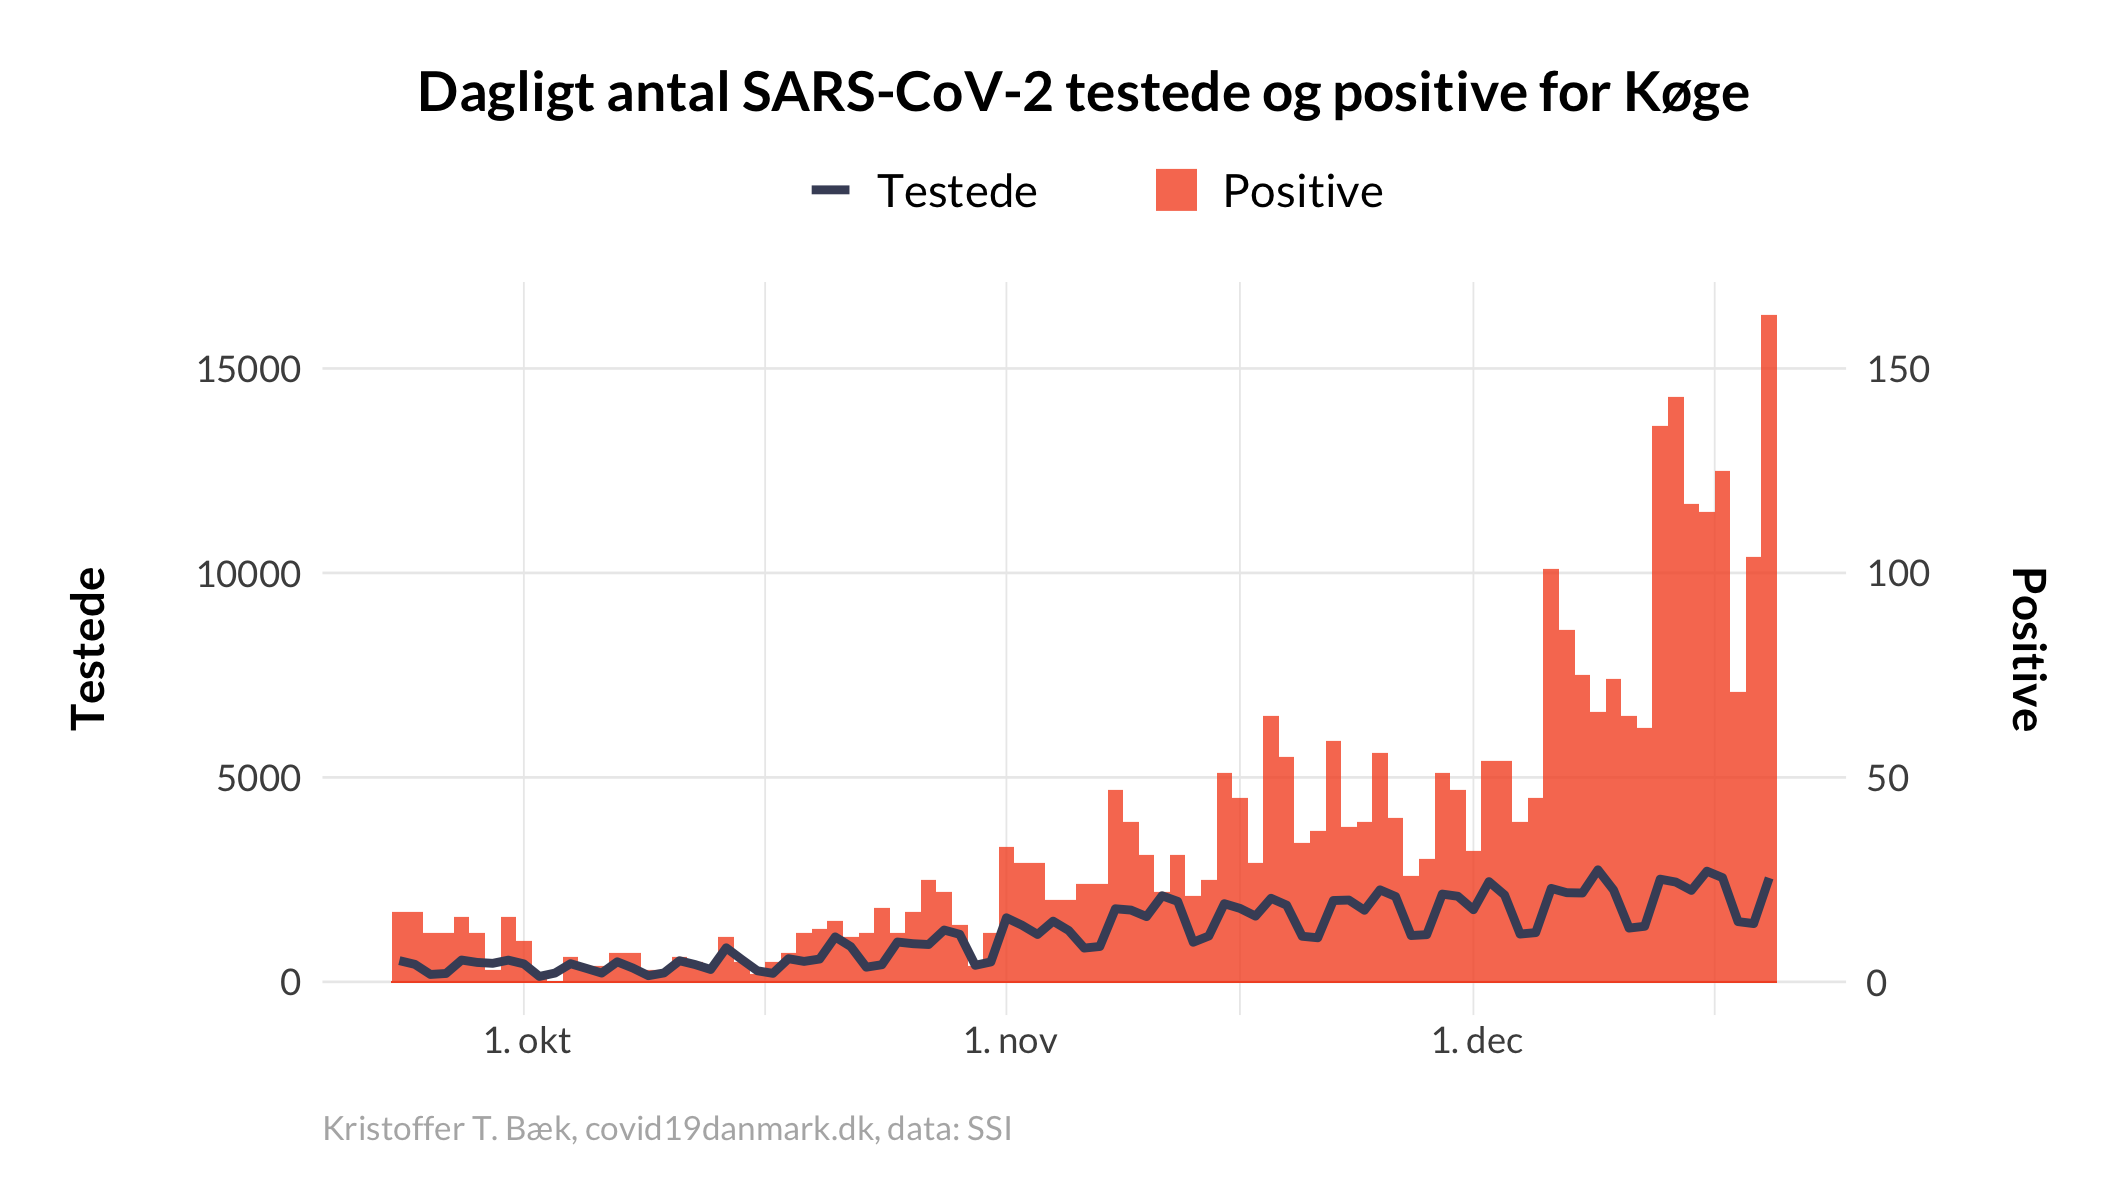 Dagligt antal SARS-CoV-2 testede og positive for Køge
Testede
Positive
15000
10000
5000
0
Testede
150
100
50
0
Positive
1. okt
1. nov
1. dec
Kristoffer T. Bæk, covid19danmark.dk, data: SSI